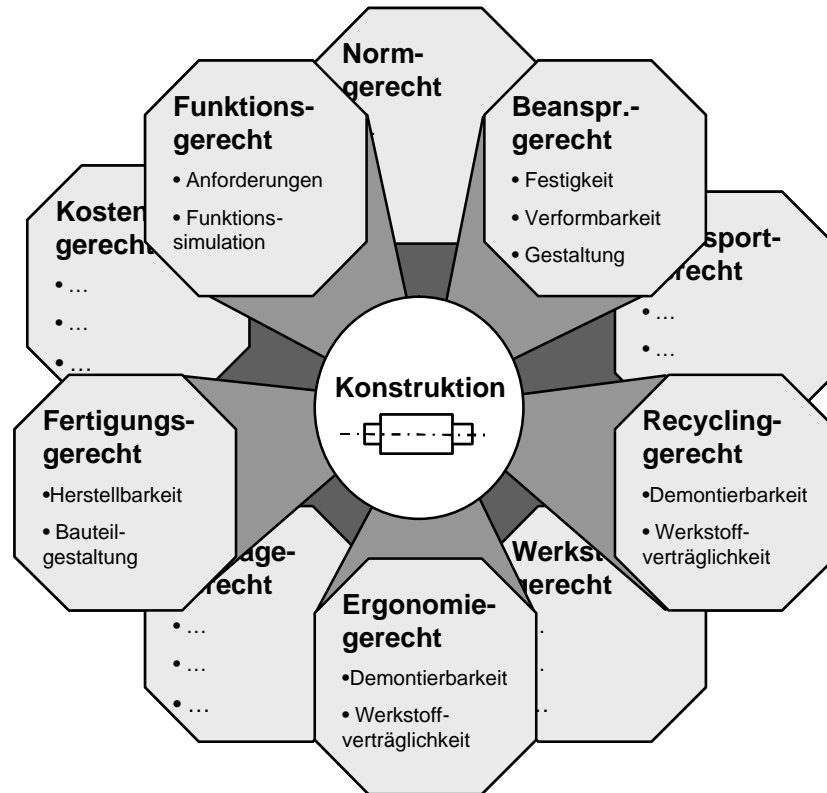 Norm-
gerecht
Funktions-
gerecht
• Anforderungen
• Funktions-
simulation
Beanspr.-
gerecht
• Festigkeit
• Verformbarkeit
• Gestaltung
Kosten
gerecht
• ...
• ...
• ...
sport-
recht
• ...
• ...
Konstruktion
Fertigungs-
gerecht
•Herstellbarkeit
• Bauteil-
gestaltung
Recycling-
gerecht
•Demontierbarkeit
• Werkstoff-
verträglichkeit
age-
recht
• ...
• ...
• ...
Ergonomie-
gerecht
•Demontierbarkeit
• Werkstoff-
verträglichkeit
Werkst
gerecht